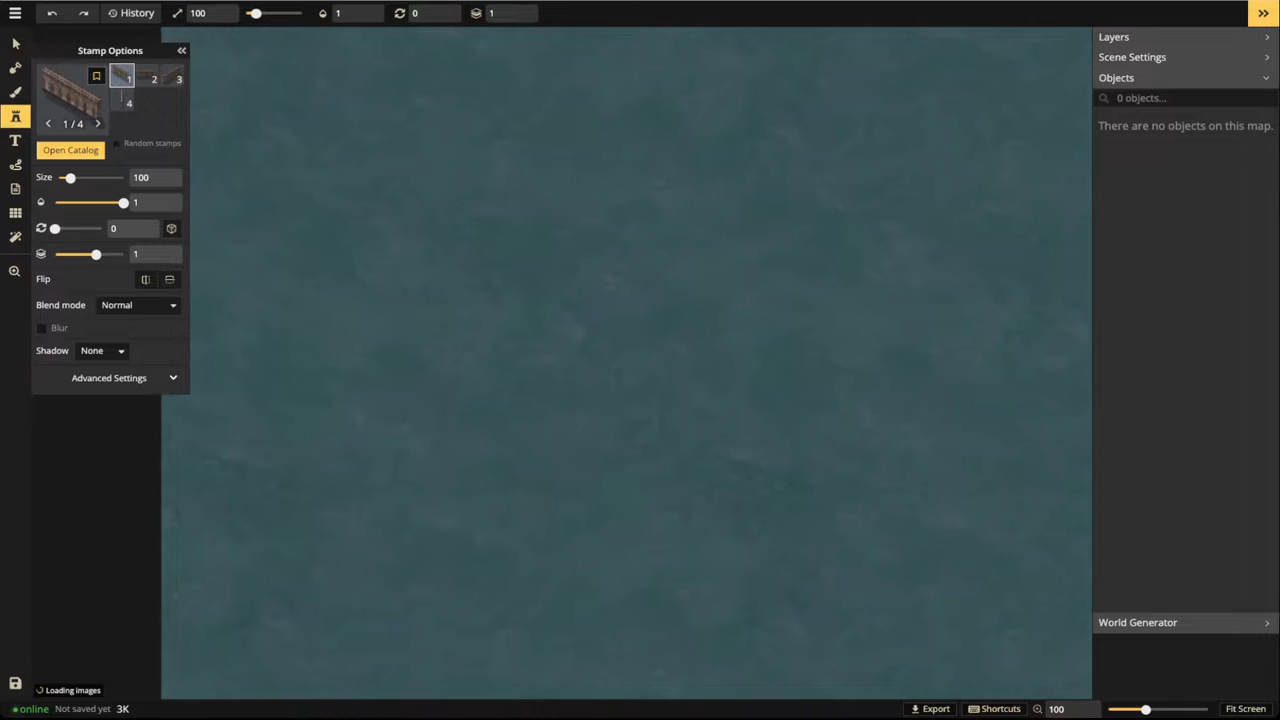 History 100 1 0 1
Stamp Options
1 2 3
4
1 / 4
Open Catalog Random stamps
Size 100
1
0
1
Flip
Blend mode Normal
Blur
Shadow None
Advanced Settings
Layers
Scene Settings
Objects
0 objects...
There are no objects on this map.
World Generator
Loading images
online Not saved yet 3K
Export Shortcuts 100 Fit Screen